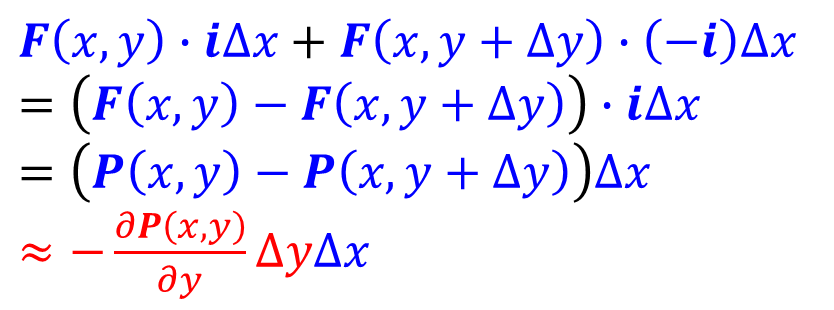 𝑭(𝑥, 𝑦) · 𝒊Δ𝑥 + 𝑭(𝑥, 𝑦 + Δ𝑦) · (−𝒊)Δ𝑥
= (𝑭(𝑥, 𝑦) − 𝑭(𝑥, 𝑦 + Δ𝑦)) · 𝒊Δ𝑥
= (𝑷(𝑥, 𝑦) − 𝑷(𝑥, 𝑦 + Δ𝑦))Δ𝑥
≈ − ∂𝑷(𝑥,𝑦)/∂𝑦 Δ𝑦Δ𝑥